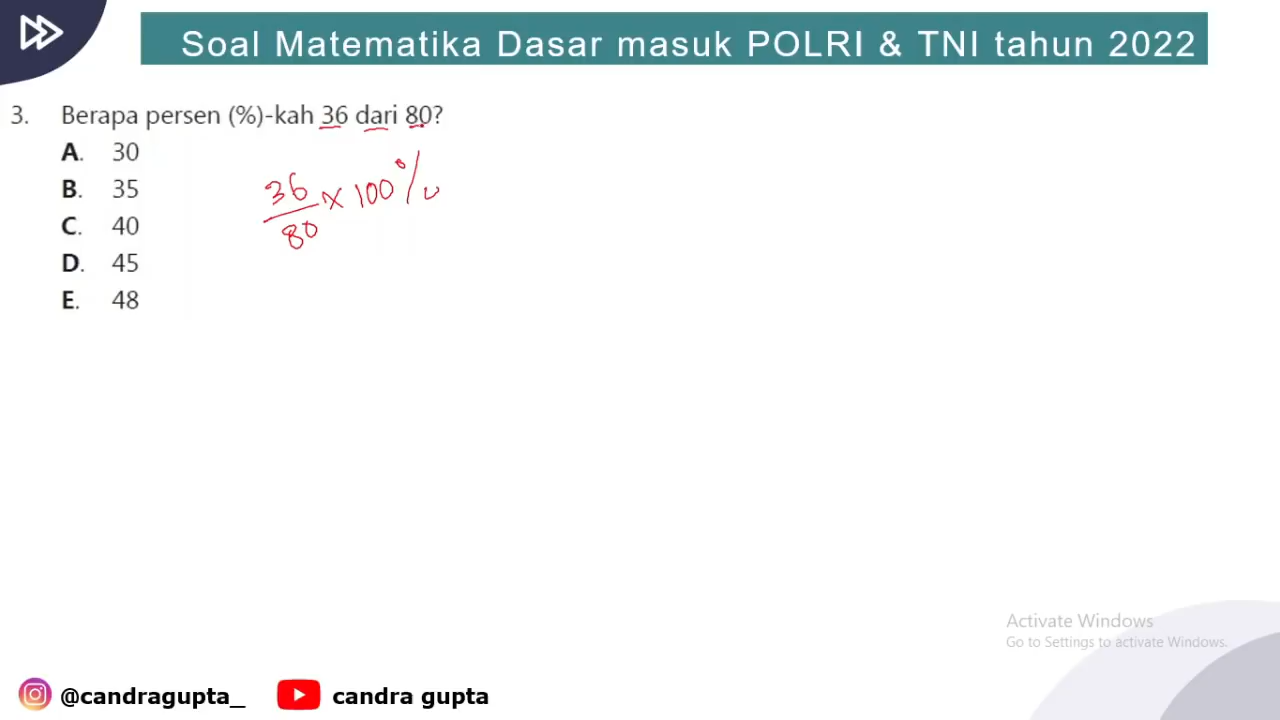 Soal Matematika Dasar masuk POLRI & TNI tahun 2022
3. Berapa persen (%)-kah 36 dari 80?
A. 30
B. 35
C. 40
D. 45
E. 48
36/80 x 100%
Activate Windows
Go to Settings to activate Windows.
@candragupta_ candra gupta